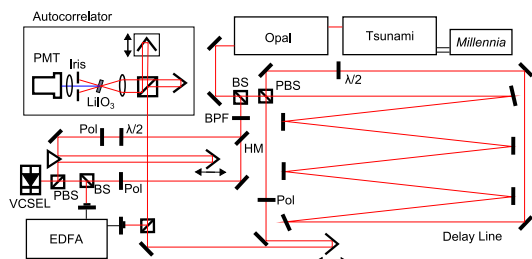 Autocorrelator
PMT
Iris
LiIO3
Opal
Tsunami
Millennia
BS
PBS
λ/2
BPF
Pol
λ/2
HM
VCSEL
PBS
BS
Pol
Pol
EDFA
Delay Line